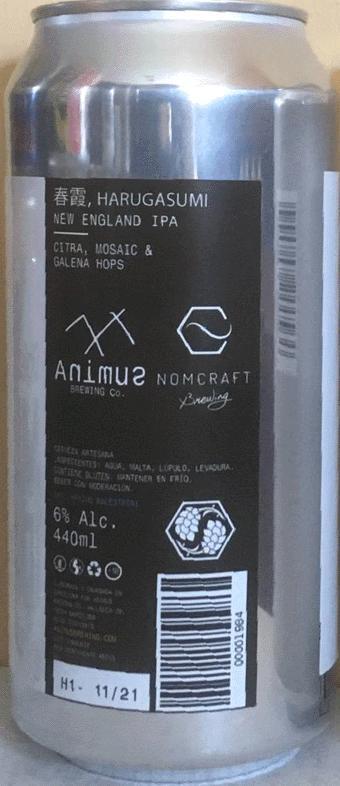 春霞, HARUGASUMI
NEW ENGLAND IPA
CITRA, MOSAIC &
GALENA HOPS
Animus
BREWING Co.
NOMCRAFT
Brewing
CERVEZA ARTESANA
INGREDIENTES: AGUA, MALTA, LÚPULO, LEVADURA.
CONTIENE GLUTEN. MANTENER EN FRÍO.
BEBER CON MODERACIÓN.
6% Alc.
440ml
H1- 11/21
00001984